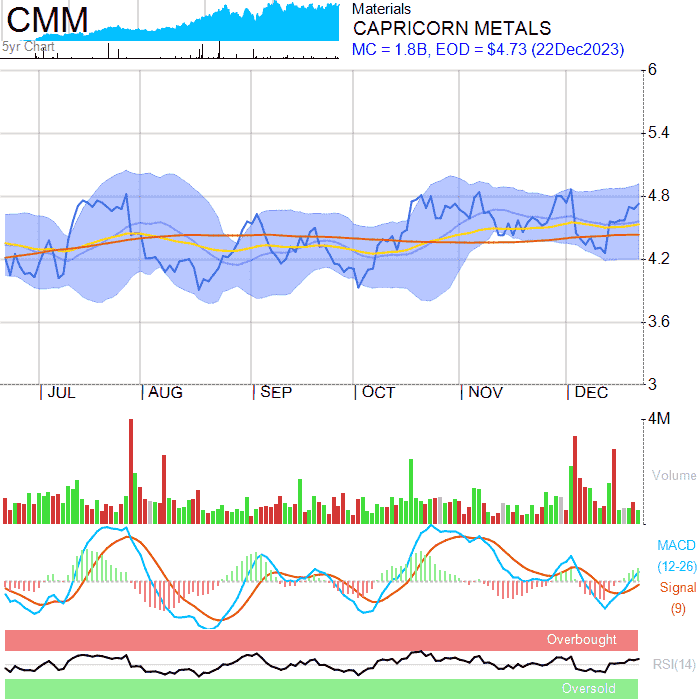 CMM
5yr Chart
Materials
CAPRICORN METALS
MC = 1.8B, EOD = $4.73 (22Dec2023)
6
5.4
4.8
4.2
3.6
3
JUL AUG SEP OCT NOV DEC
4M
Volume
MACD
(12-26)
Signal
(9)
Overbought
RSI(14)
Oversold